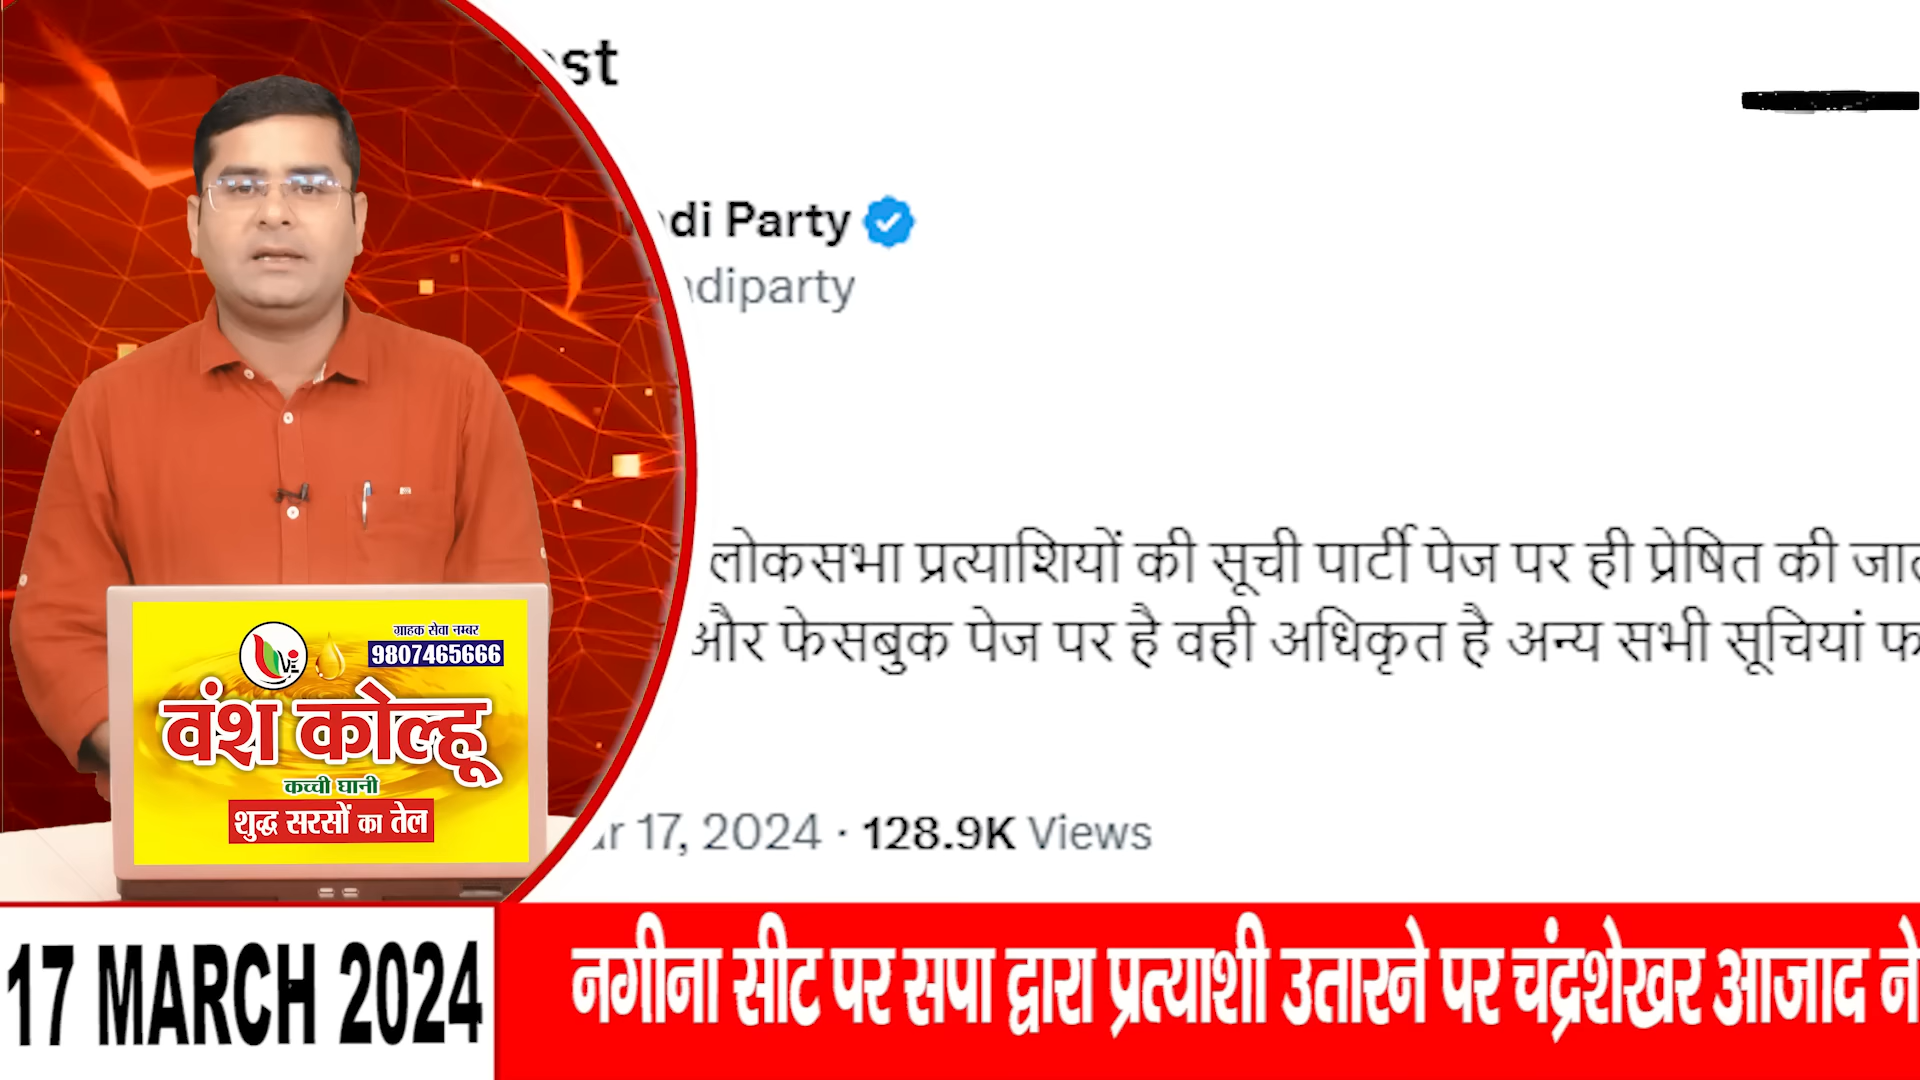 st
di Party
diparty
लोकसभा प्रत्याशियों की सूची पार्टी पेज पर ही प्रेषित की
और फेसबुक पेज पर है वही अधिकृत है अन्य सभी सूचियां
17, 2024 · 128.9K Views
ग्राहक सेवा नम्बर
9807465666
वंश कोल्हू
कच्ची घानी
शुद्ध सरसों का तेल
17 MARCH 2024
नगीना सीट पर सपा द्वारा प्रत्याशी उतारने पर चंद्रशेखर आजाद ने